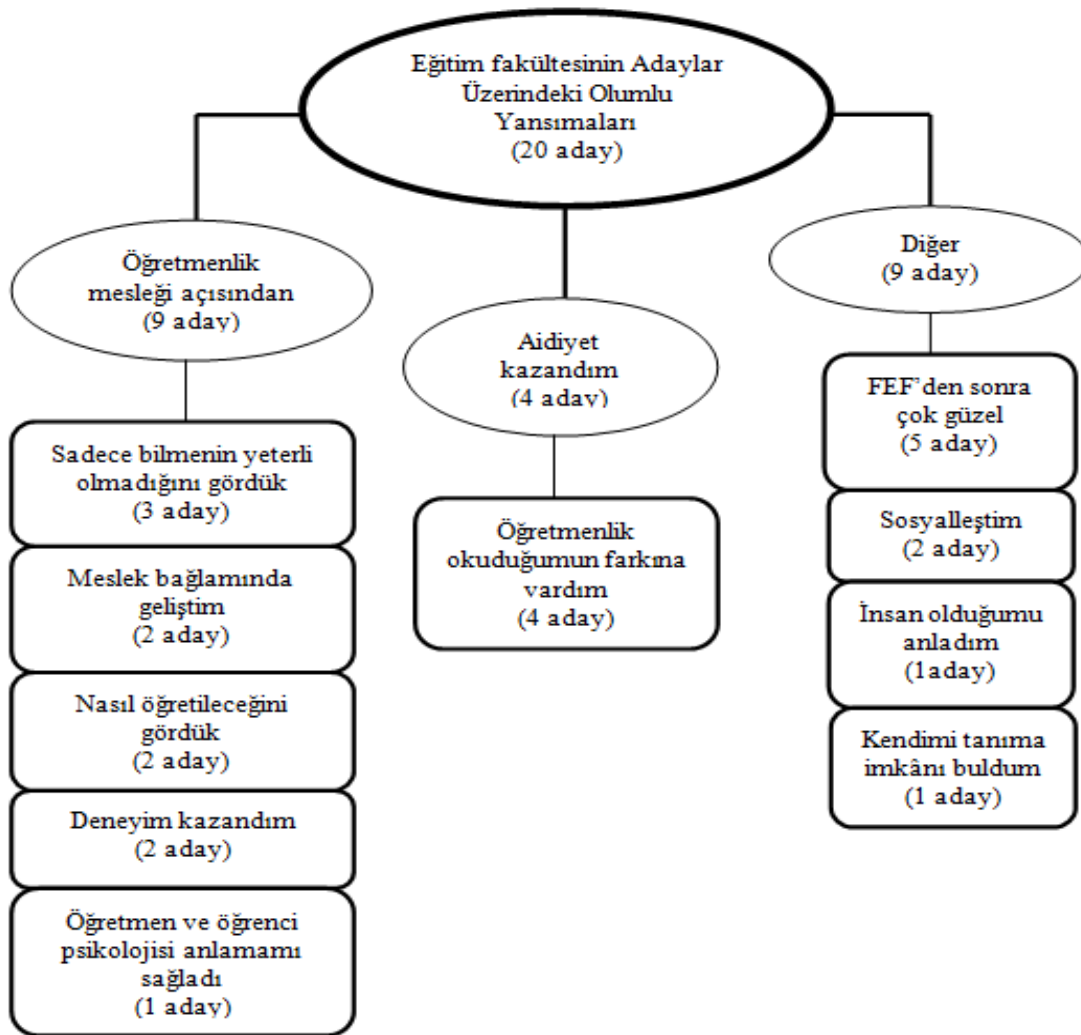 Eğitim fakültesinin Adaylar
Üzerindeki Olumlu
Yansımaları
(20 aday)
Öğretmenlik
mesleği açısından
(9 aday)
Sadece bilmenin yeterli
olmadığını gördük
(3 aday)
Meslek bağlamında
geliştim
(2 aday)
Nasıl öğretileceğini
gördük
(2 aday)
Deneyim kazandım
(2 aday)
Öğretmen ve öğrenci
psikolojisi anlamamı
sağladı
(1 aday)
Aidiyet
kazandım
(4 aday)
Öğretmenlik
okuduğumun farkına
vardım
(4 aday)
Diğer
(9 aday)
FEF’den sonra
çok güzel
(5 aday)
Sosyalleştim
(2 aday)
İnsan olduğumu
anladım
(1aday)
Kendimi tanıma
imkânı buldum
(1 aday)